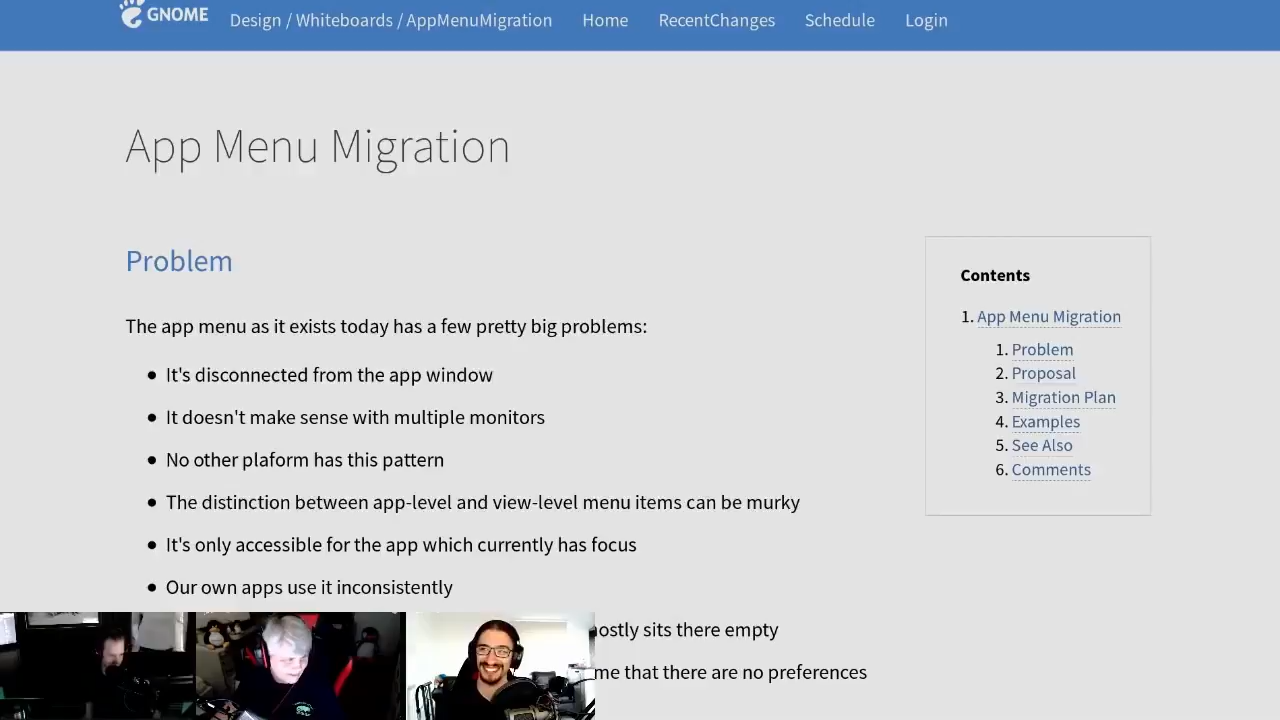 GNOME Design / Whiteboards / AppMenuMigration Home RecentChanges Schedule Login
App Menu Migration
Problem
The app menu as it exists today has a few pretty big problems:
It's disconnected from the app window
It doesn't make sense with multiple monitors
No other plaform has this pattern
The distinction between app-level and view-level menu items can be murky
It's only accessible for the app which currently has focus
Our own apps use it inconsistently
sits there empty
that there are no preferences
Contents
1. App Menu Migration
1. Problem
2. Proposal
3. Migration Plan
4. Examples
5. See Also
6. Comments